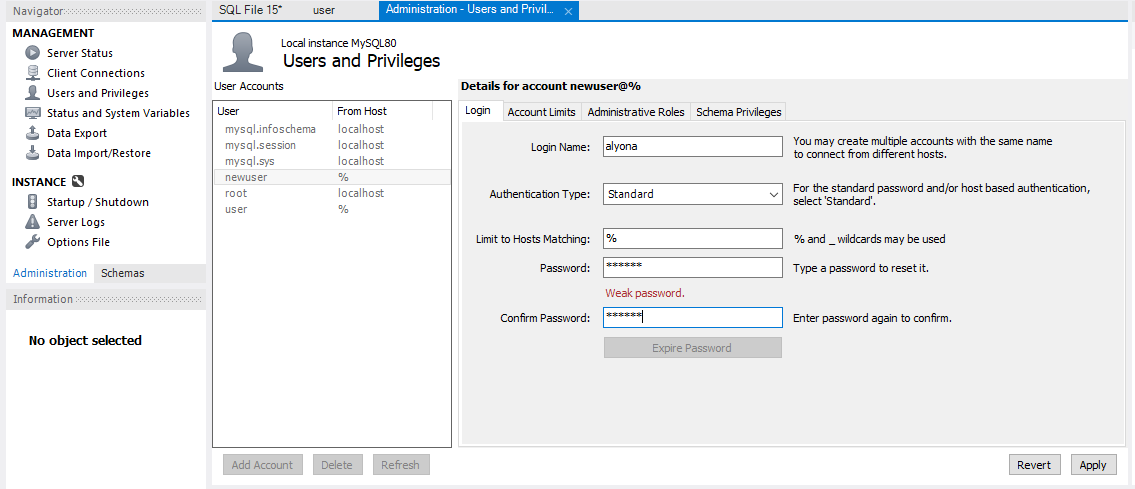 Navigator
MANAGEMENT
Server Status
Client Connections
Users and Privileges
Status and System Variables
Data Export
Data Import/Restore
INSTANCE
Startup / Shutdown
Server Logs
Options File
Administration Schemas
Information
No object selected
SQL File 15* user Administration - Users and Privil... ×
Local instance MySQL80
Users and Privileges
User Accounts
User From Host
mysql.infoschema localhost
mysql.session localhost
mysql.sys localhost
newuser %
root localhost
user %
Add Account Delete Refresh
Details for account newuser@%
Login Account Limits Administrative Roles Schema Privileges
Login Name: alyona You may create multiple accounts with the same name
to connect from different hosts.
Authentication Type: Standard For the standard password and/or host based authentication,
select 'Standard'.
Limit to Hosts Matching: % % and _ wildcards may be used
Password: ****** Type a password to reset it.
Weak password.
Confirm Password: ****** Enter password again to confirm.
Expire Password
Revert Apply